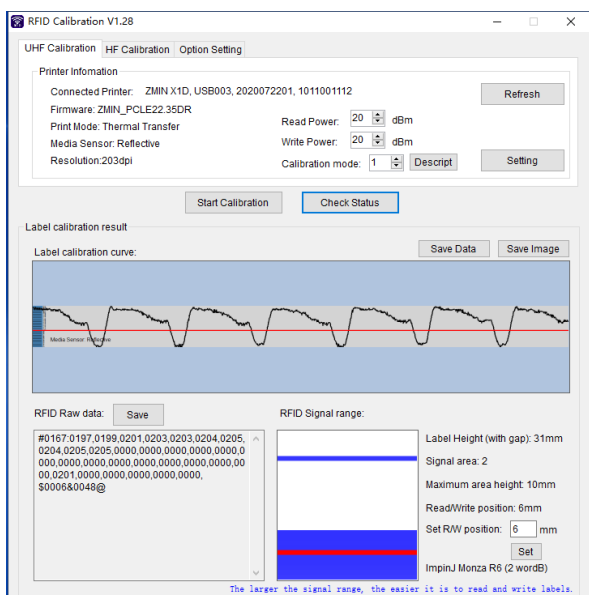 RFID Calibration V1.28
UHF Calibration HF Calibration Option Setting
Printer Infomation
Connected Printer: ZMIN X1D, USB003, 2020072201, 1011001112
Refresh
Firmware: ZMIN_PCLE22.35DR
Print Mode: Thermal Transfer
Read Power: 20 dBm
Media Sensor: Reflective
Write Power: 20 dBm
Resolution:203dpi
Calibration mode: 1 Descript
Setting
Start Calibration Check Status
Label calibration result
Label calibration curve:
Save Data Save Image
Media Sensor: Reflective
RFID Raw data: Save
#0167:0197,0199,0201,0203,0203,0204,0205,
0204,0205,0205,0000,0000,0000,0000,0000,0
000,0000,0000,0000,0000,0000,0000,0000,00
00,0201,0000,0000,0000,0000,0000,
$0006&0048@
RFID Signal range:
Label Height (with gap): 31mm
Signal area: 2
Maximum area height: 10mm
Read/Write position: 6mm
Set R/W position: 6 mm
Set
ImpinJ Monza R6 (2 wordB)
The larger the signal range, the easier it is to read and write labels.